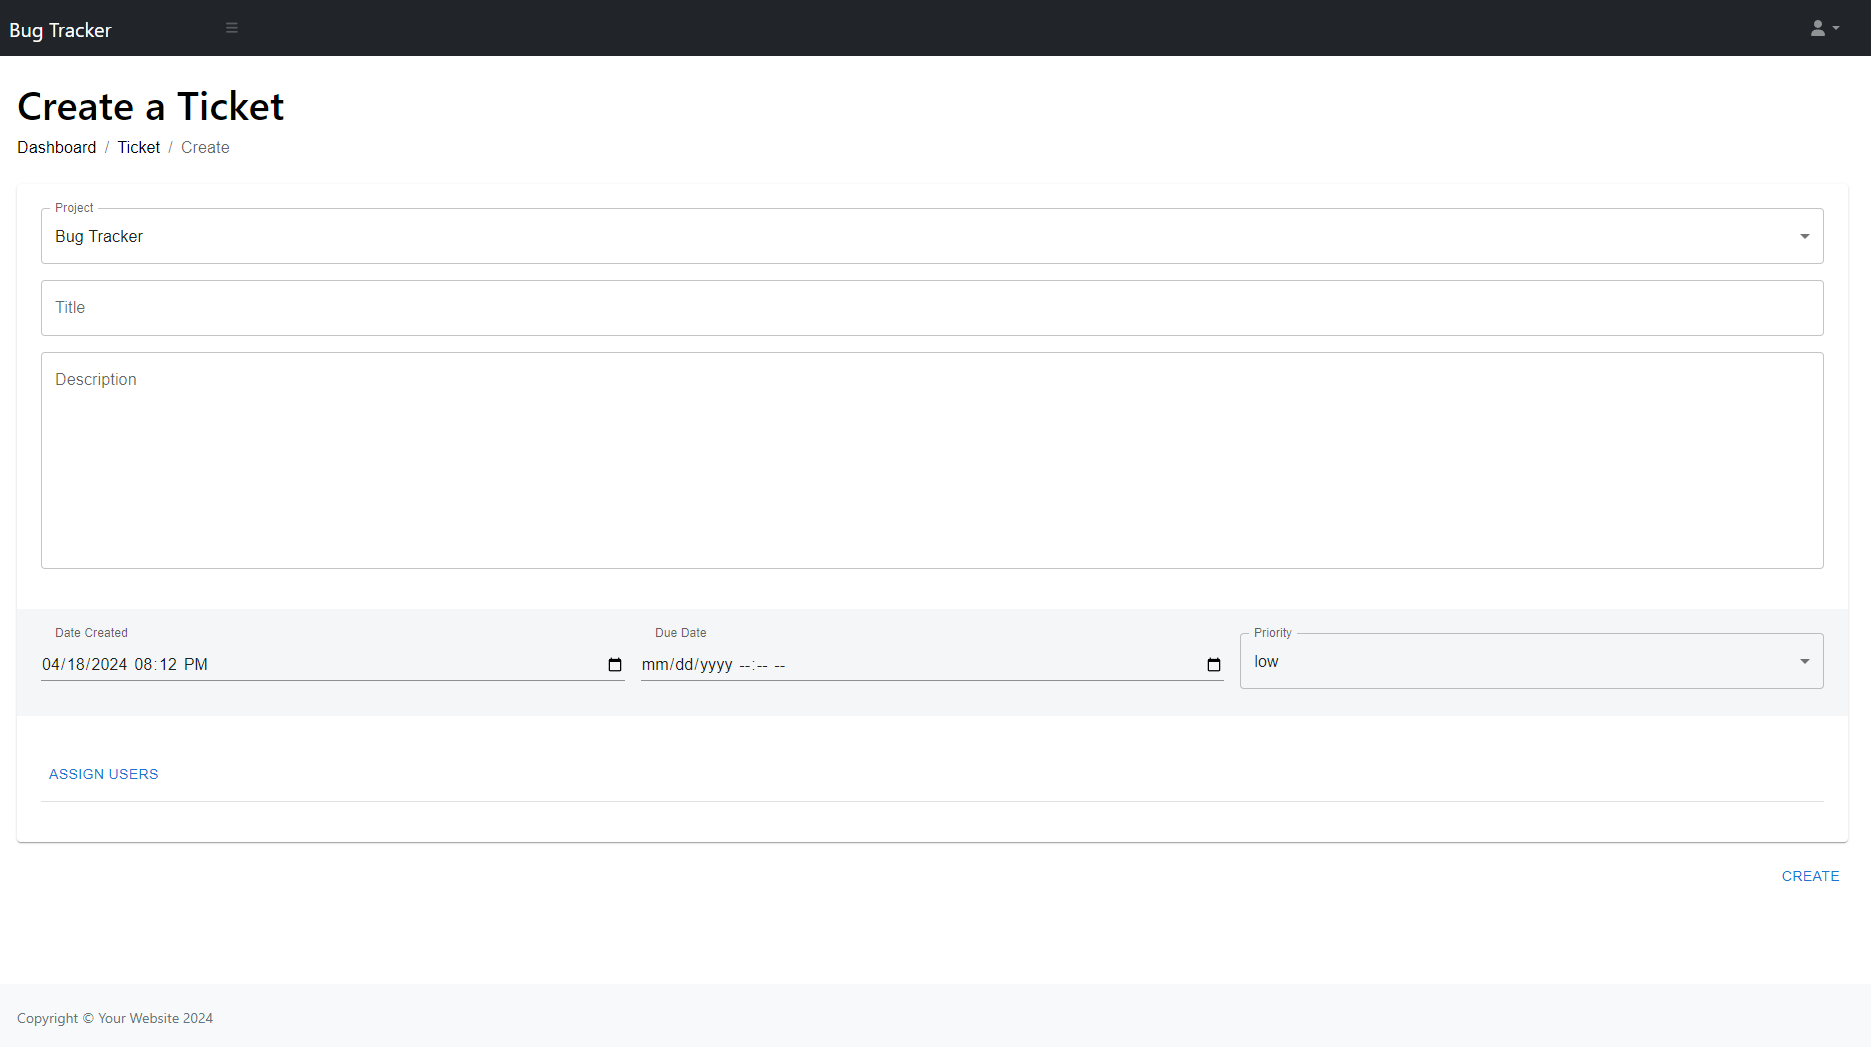 Bug Tracker
Create a Ticket
Dashboard / Ticket / Create
Project
Bug Tracker
Title
Description
Date Created
04/18/2024 08:12 PM
Due Date
mm/dd/yyyy --:-- --
Priority
low
ASSIGN USERS
CREATE
Copyright © Your Website 2024